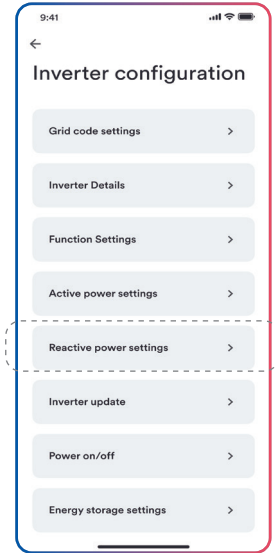 9:41
Inverter configuration
Grid code settings
Inverter Details
Function Settings
Active power settings
Reactive power settings
Inverter update
Power on/off
Energy storage settings